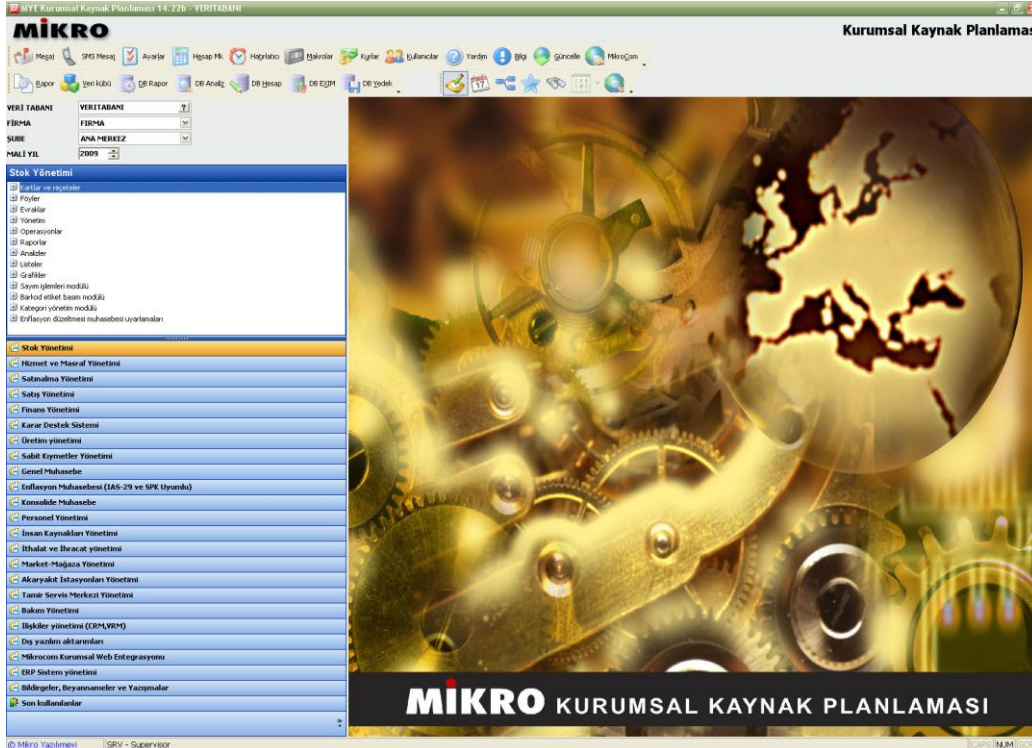 MYE Kurumsal Kaynak Planlaması 14.22b - VERITABANI
MİKRO
Kurumsal Kaynak Planlamas
Mesaj SMS Mesaj Ayarlar Hesap Mk. Hatırlatıcı Makrolar Kurlar Kullanıcılar Yardım Bilgi Güncelle MikroCom
Rapor Veri kübü DB Rapor DB Analiz DB Hesap DB EXIM DB Yedek
VERİ TABANI VERITABANI ?
FİRMA FIRMA
ŞUBE ANA MERKEZ
MALİ YIL 2009
Stok Yönetimi
Kartlar ve reçeteler
Föyler
Evraklar
Yönetim
Operasyonlar
Raporlar
Analizler
Listeler
Grafikler
Sayım işlemleri modülü
Barkod etiket basım modülü
Kategori yönetim modülü
Enflasyon düzeltmesi muhasebesi uyarlamaları
Stok Yönetimi
Hizmet ve Masraf Yönetimi
Satınalma Yönetimi
Satış Yönetimi
Finans Yönetimi
Karar Destek Sistemi
Üretim yönetimi
Sabit Kıymetler Yönetimi
Genel Muhasebe
Enflasyon Muhasebesi (IAS-29 ve SPK Uyumlu)
Konsolide Muhasebe
Personel Yönetimi
İnsan Kaynakları Yönetimi
İthalat ve İhracat yönetimi
Market-Mağaza Yönetimi
Akaryakıt İstasyonları Yönetimi
Tamir Servis Merkezi Yönetimi
Bakım Yönetimi
İlişkiler yönetimi (CRM,VRM)
Dış yazılım aktarımları
Mikrocom Kurumsal Web Entegrasyonu
ERP Sistem yönetimi
Bildirgeler, Beyannameler ve Yazışmalar
Son kullanılanlar
MİKRO KURUMSAL KAYNAK PLANLAMASI
© Mikro Yazılımevi SRV - Supervisor CAPS NUM